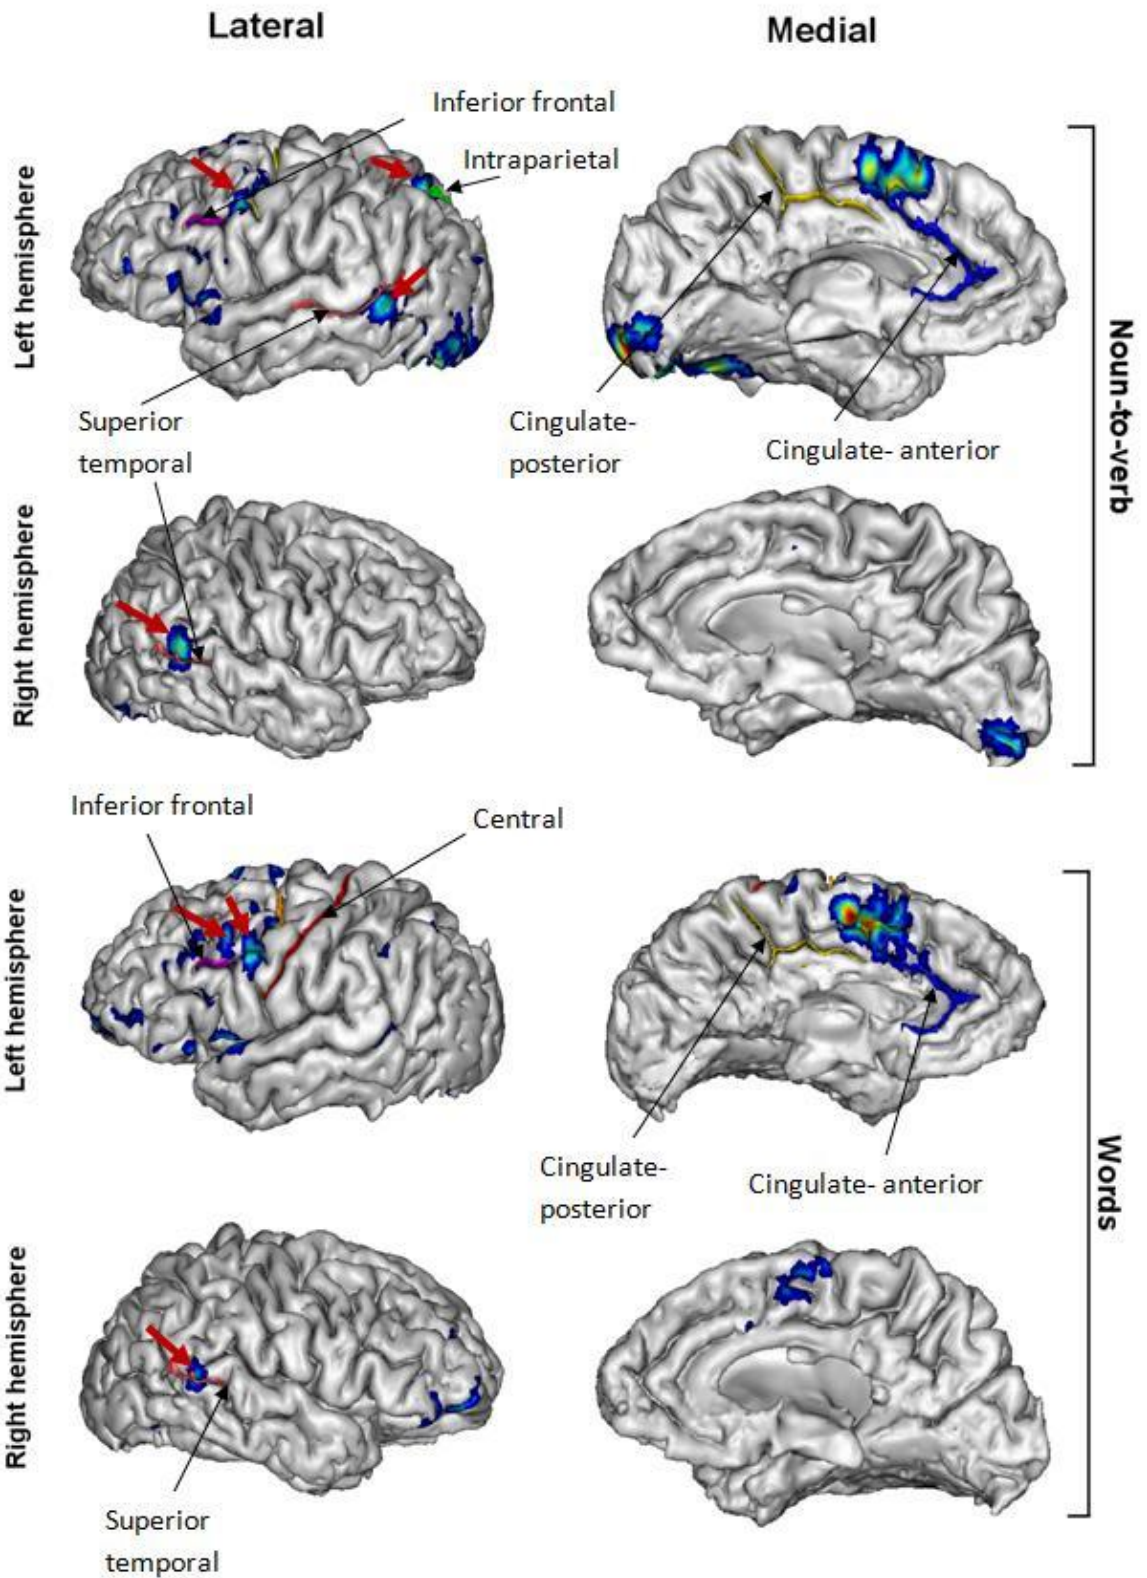 Lateral
Medial
Inferior frontal
Intraparietal
Left hemisphere
Superior
temporal
Cingulate-
posterior
Cingulate- anterior
Noun-to-verb
Right hemisphere
Inferior frontal
Central
Left hemisphere
Cingulate-
posterior
Cingulate- anterior
Words
Right hemisphere
Superior
temporal